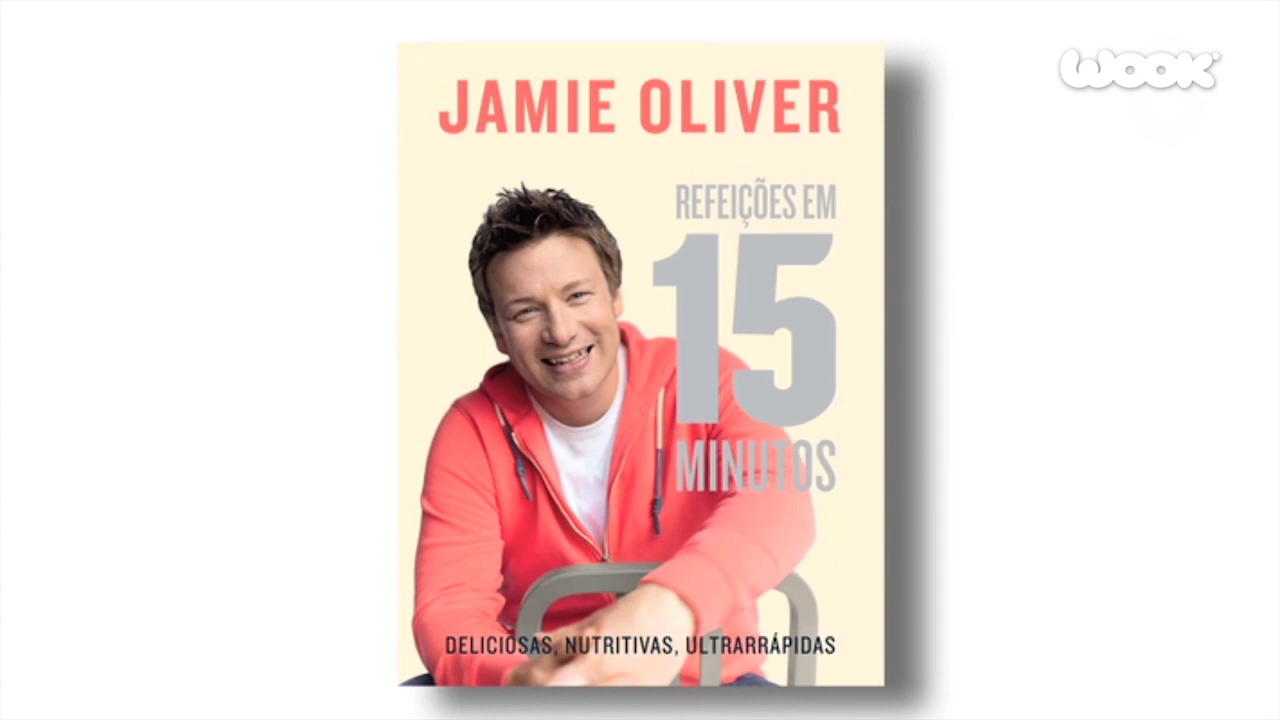 wook
JAMIE OLIVER
REFEIÇÕES EM
15
MINUTOS
DELICIOSAS, NUTRITIVAS, ULTRARRÁPIDAS